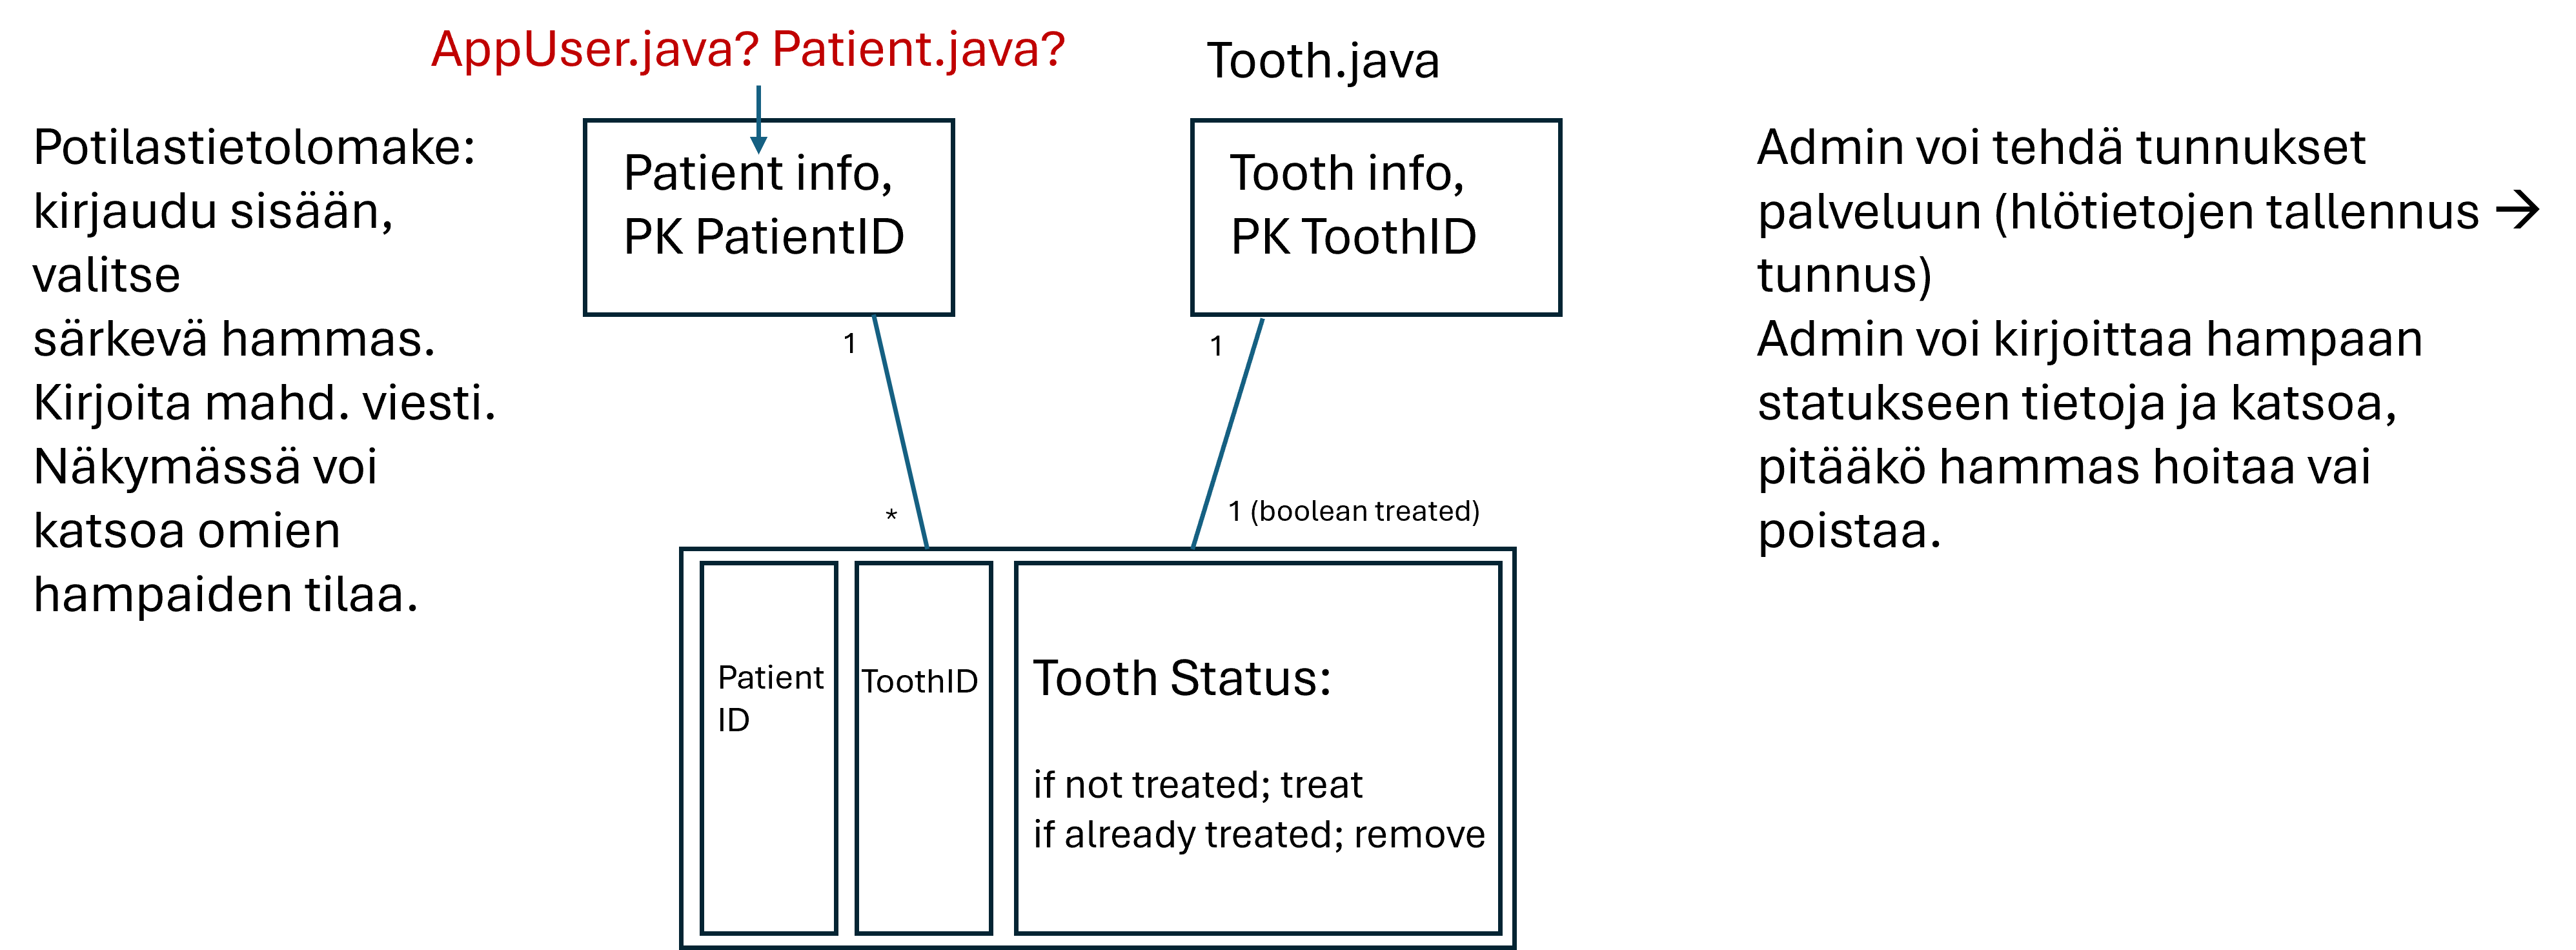 AppUser.java? Patient.java?
Tooth.java
Potilastietolomake:
kirjaudu sisään,
valitse
särkevä hammas.
Kirjoita mahd. viesti.
Näkymässä voi
katsoa omien
hampaiden tilaa.
Patient info,
PK PatientID
Tooth info,
PK ToothID
Admin voi tehdä tunnukset
palveluun (hlötietojen tallennus →
tunnus)
Admin voi kirjoittaa hampaan
statukseen tietoja ja katsoa,
pitääkö hammas hoitaa vai
poistaa.
1
1
*
1 (boolean treated)
Patient
ID
ToothID
Tooth Status:
if not treated; treat
if already treated; remove